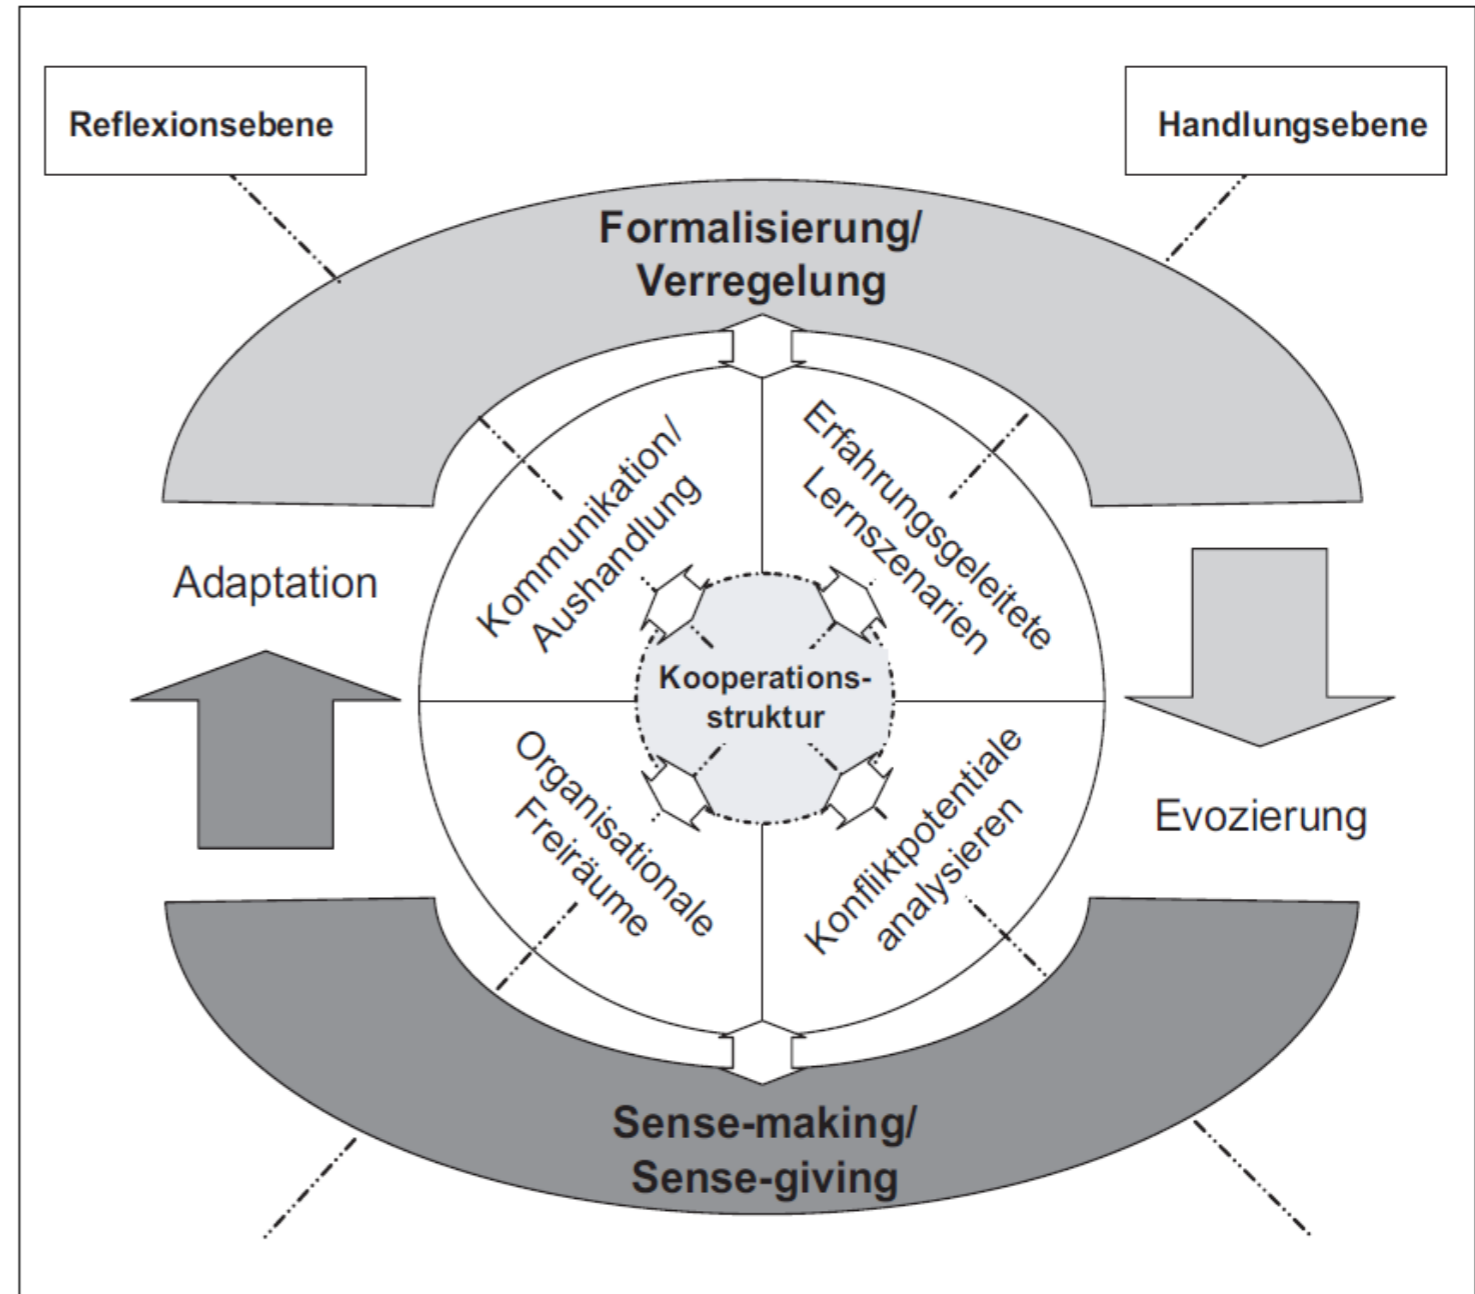 Reflexionsebene
Handlungsebene
Formalisierung/
Verregelung
Kommunikation/
Aushandlung
Erfahrungsgeleitete
Lernszenarien
Adaptation
Kooperations-
struktur
Organisationale
Freiräume
Konfliktpotentiale
analysieren
Evozierung
Sense-making/
Sense-giving